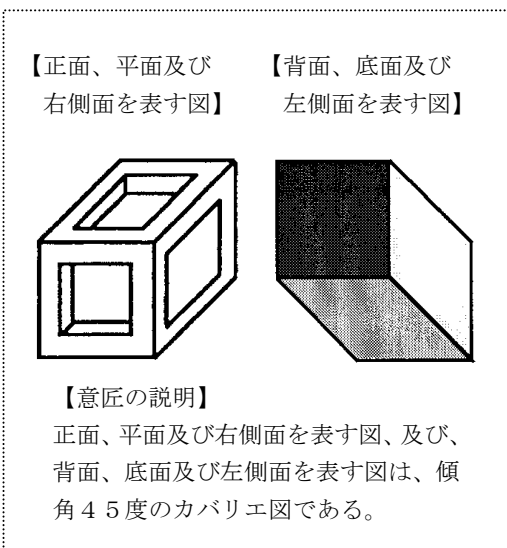 【正面、平面及び
右側面を表す図】
【背面、底面及び
左側面を表す図】
【意匠の説明】
正面、平面及び右側面を表す図、及び、
背面、底面及び左側面を表す図は、傾
角４５度のカバリエ図である。